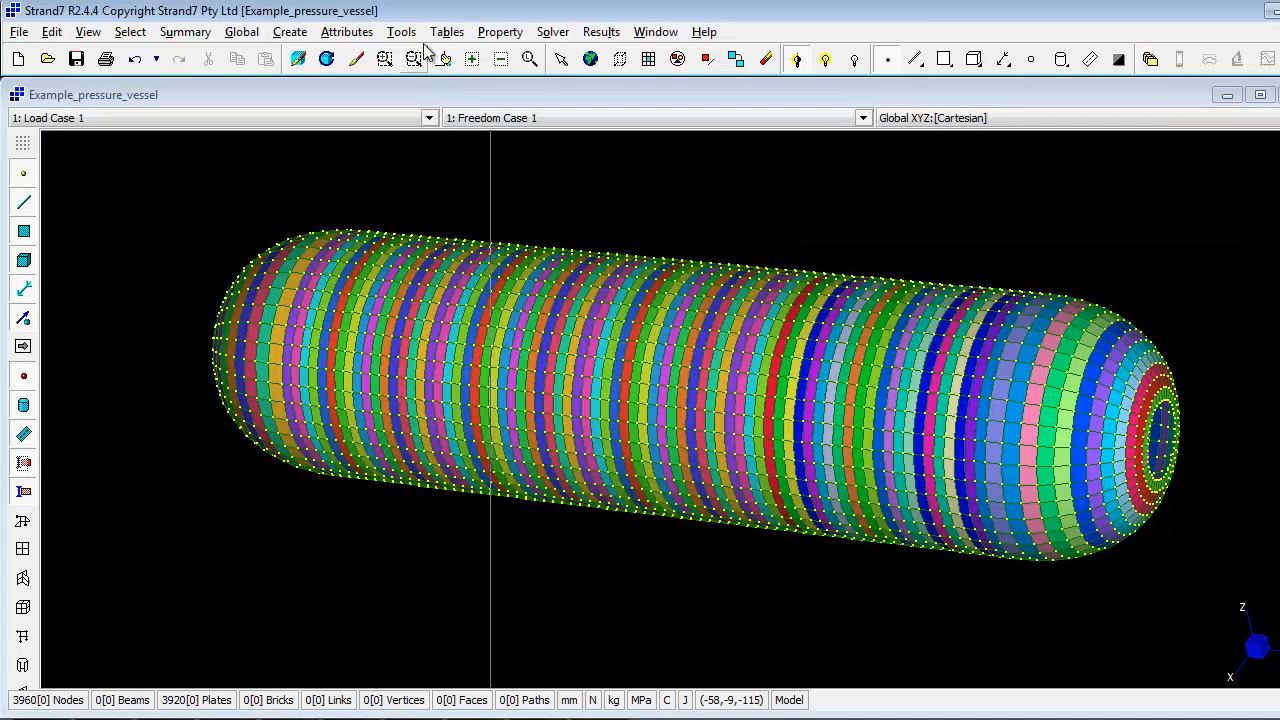 Strand7 R2.4.4 Copyright Strand7 Pty Ltd [Example_pressure_vessel]
File Edit View Select Summary Global Create Attributes Tools Tables Property Solver Results Window Help
Example_pressure_vessel
1: Load Case 1 1: Freedom Case 1 Global XYZ:[Cartesian]
Z
X
3960[0] Nodes 0[0] Beams 3920[0] Plates 0[0] Bricks 0[0] Links 0[0] Vertices 0[0] Faces 0[0] Paths mm N kg MPa C J (-58,-9,-115) Model